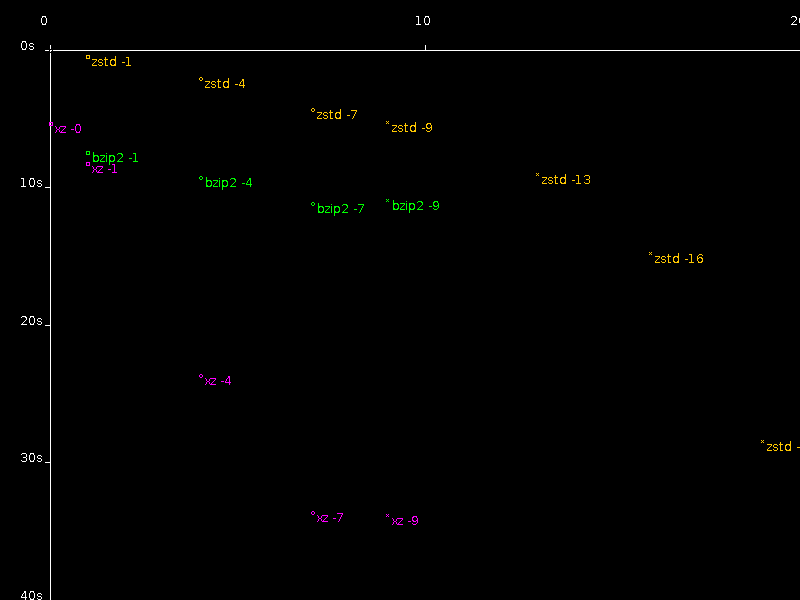 0
10
20
0s
zstd -1
zstd -4
zstd -7
zstd -9
xz -0
bzip2 -1
xz -1
bzip2 -4
10s
zstd -13
bzip2 -7
bzip2 -9
zstd -16
20s
xz -4
zstd -
30s
xz -7
xz -9
40s